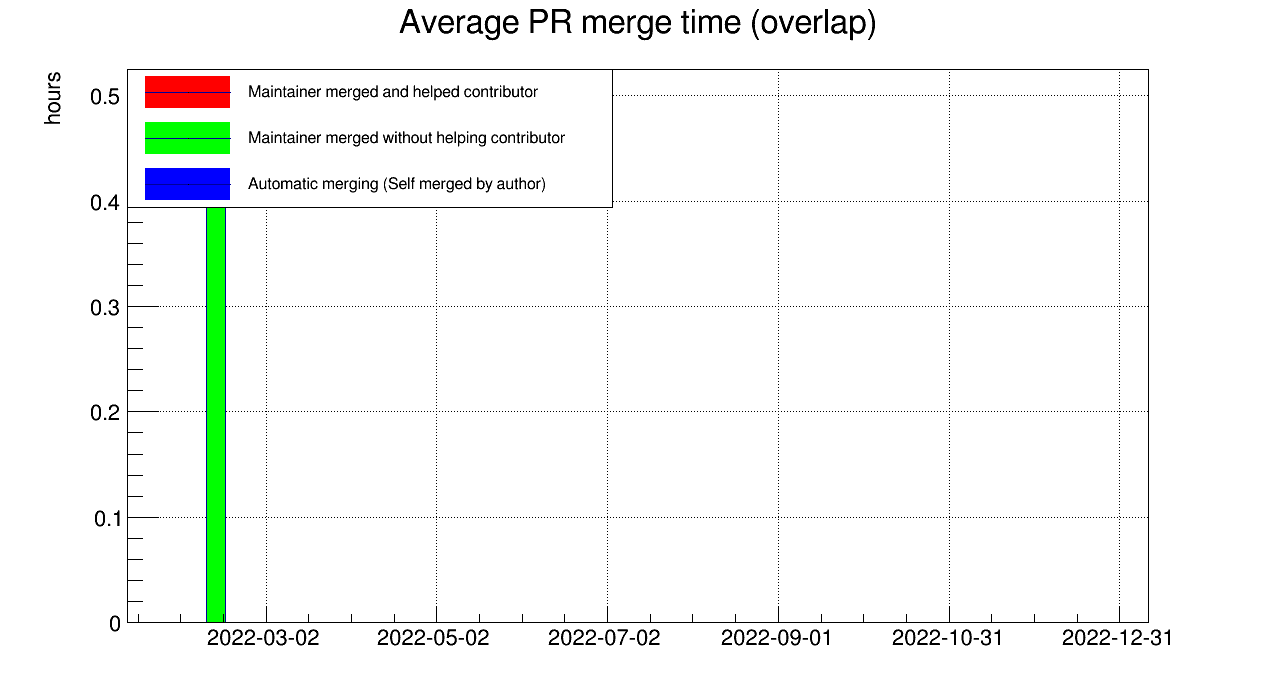 Average PR merge time (overlap)
hours
Maintainer merged and helped contributor
Maintainer merged without helping contributor
Automatic merging (Self merged by author)
0.5
0.4
0.3
0.2
0.1
0
2022-03-02
2022-05-02
2022-07-02
2022-09-01
2022-10-31
2022-12-31